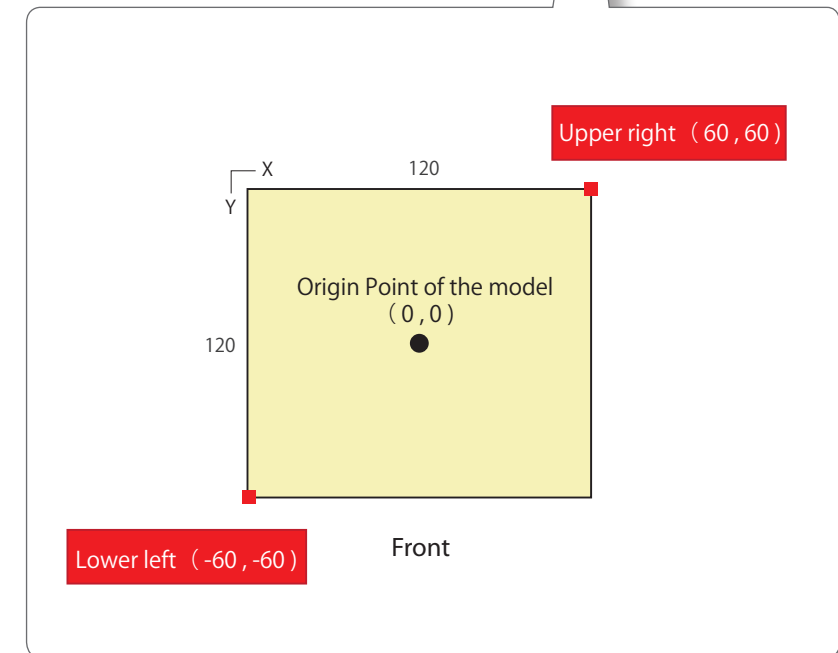 Upper right（ 60 , 60 )
X
120
Y
Origin Point of the model
（ 0 , 0 )
120
Front
Lower left（ -60 , -60 )